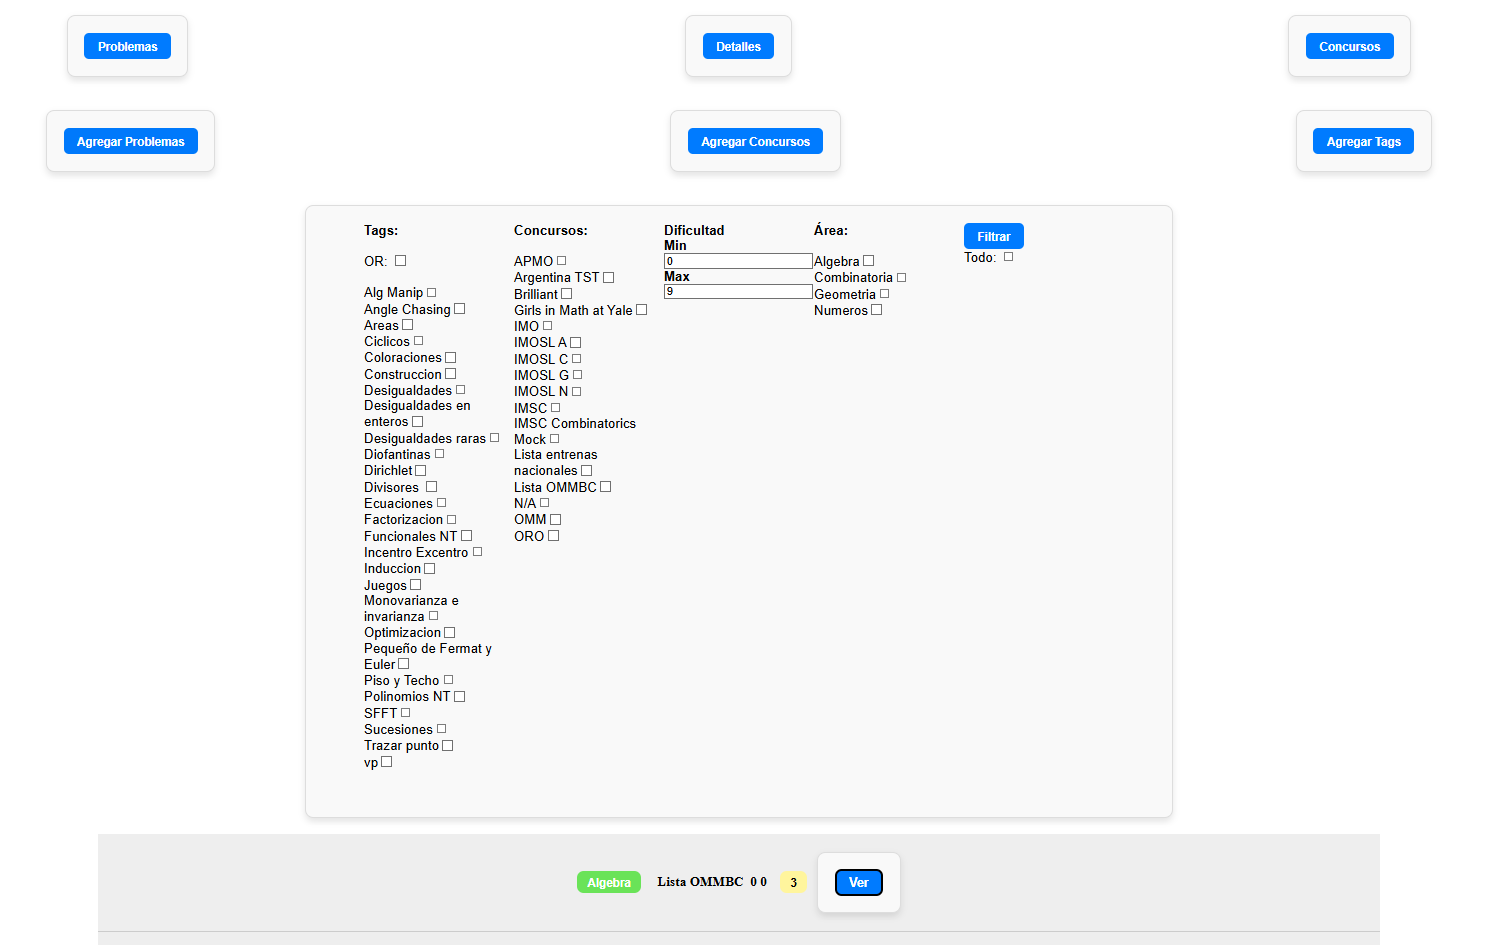 Problemas
Detalles
Concursos
Agregar Problemas
Agregar Concursos
Agregar Tags
Tags:
OR:
Alg Manip
Angle Chasing
Areas
Ciclicos
Coloraciones
Construccion
Desigualdades
Desigualdades en
enteros
Desigualdades raras
Diofantinas
Dirichlet
Divisores
Ecuaciones
Factorizacion
Funcionales NT
Incentro Excentro
Induccion
Juegos
Monovarianza e
invarianza
Optimizacion
Pequeño de Fermat y
Euler
Piso y Techo
Polinomios NT
SFFT
Sucesiones
Trazar punto
vp
Concursos:
APMO
Argentina TST
Brilliant
Girls in Math at Yale
IMO
IMOSL A
IMOSL C
IMOSL G
IMOSL N
IMSC
IMSC Combinatorics
Mock
Lista entrenas
nacionales
Lista OMMBC
N/A
OMM
ORO
Dificultad
Min
0
Max
9
Área:
Algebra
Combinatoria
Geometria
Numeros
Filtrar
Todo:
Algebra Lista OMMBC 0 0 3 Ver